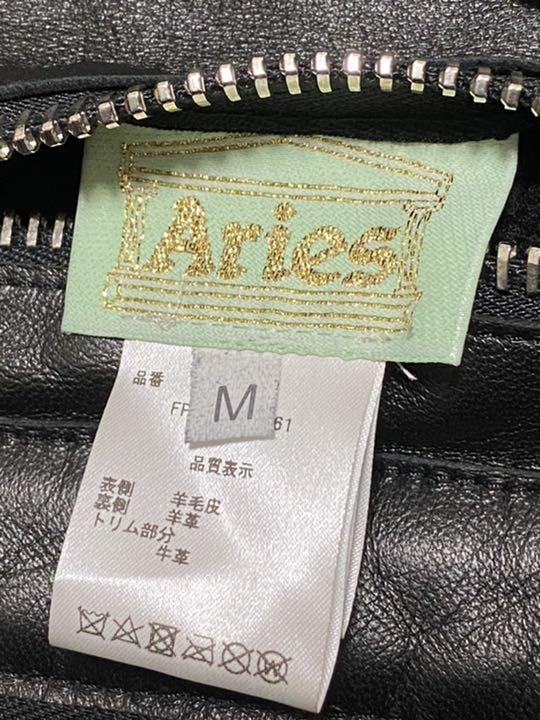 Aries
M
品番
FP 61
品質表示
表側 羊毛皮
裏側 羊革
トリム部分
牛革